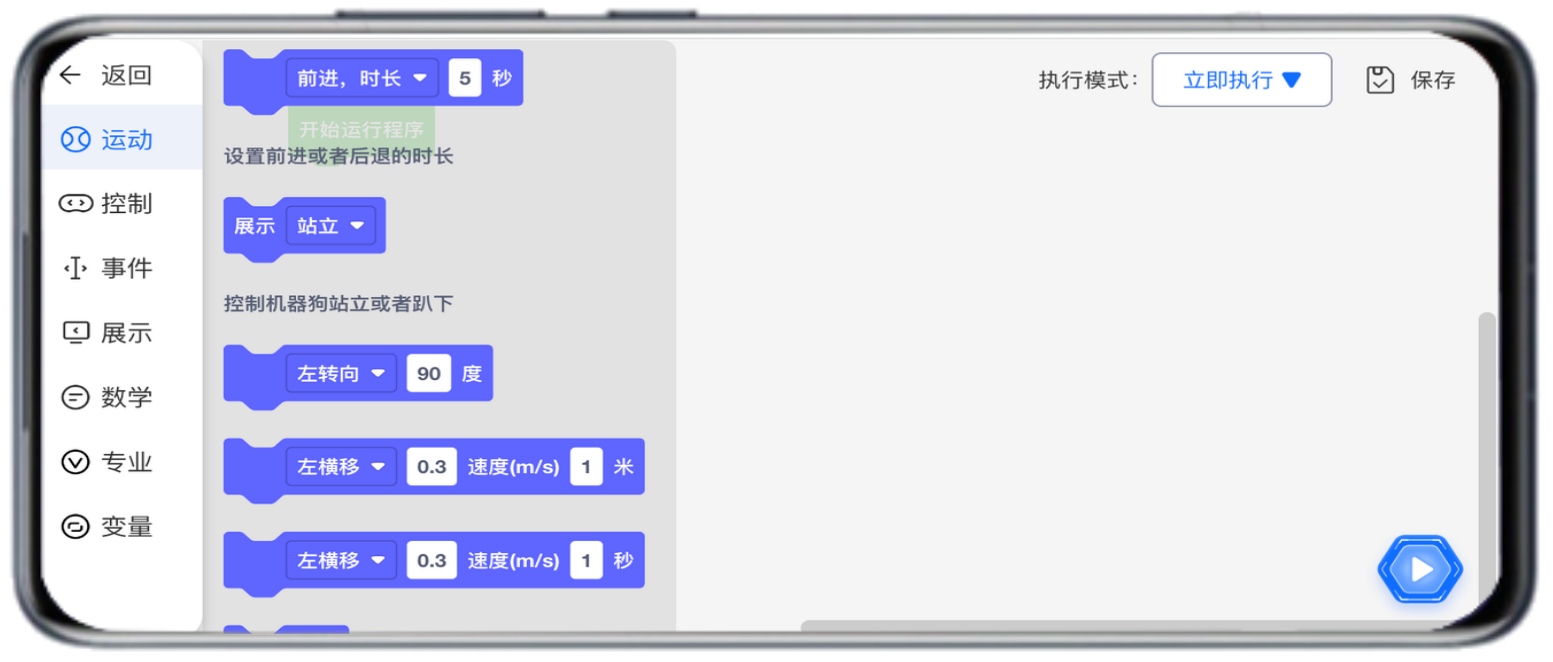 返回
运动
控制
事件
展示
数学
专业
变量
前进，时长 5 秒
开始运行程序
设置前进或者后退的时长
展示 站立
控制机器狗站立或者趴下
左转向 90 度
左横移 0.3 速度(m/s) 1 米
左横移 0.3 速度(m/s) 1 秒
执行模式： 立即执行 保存